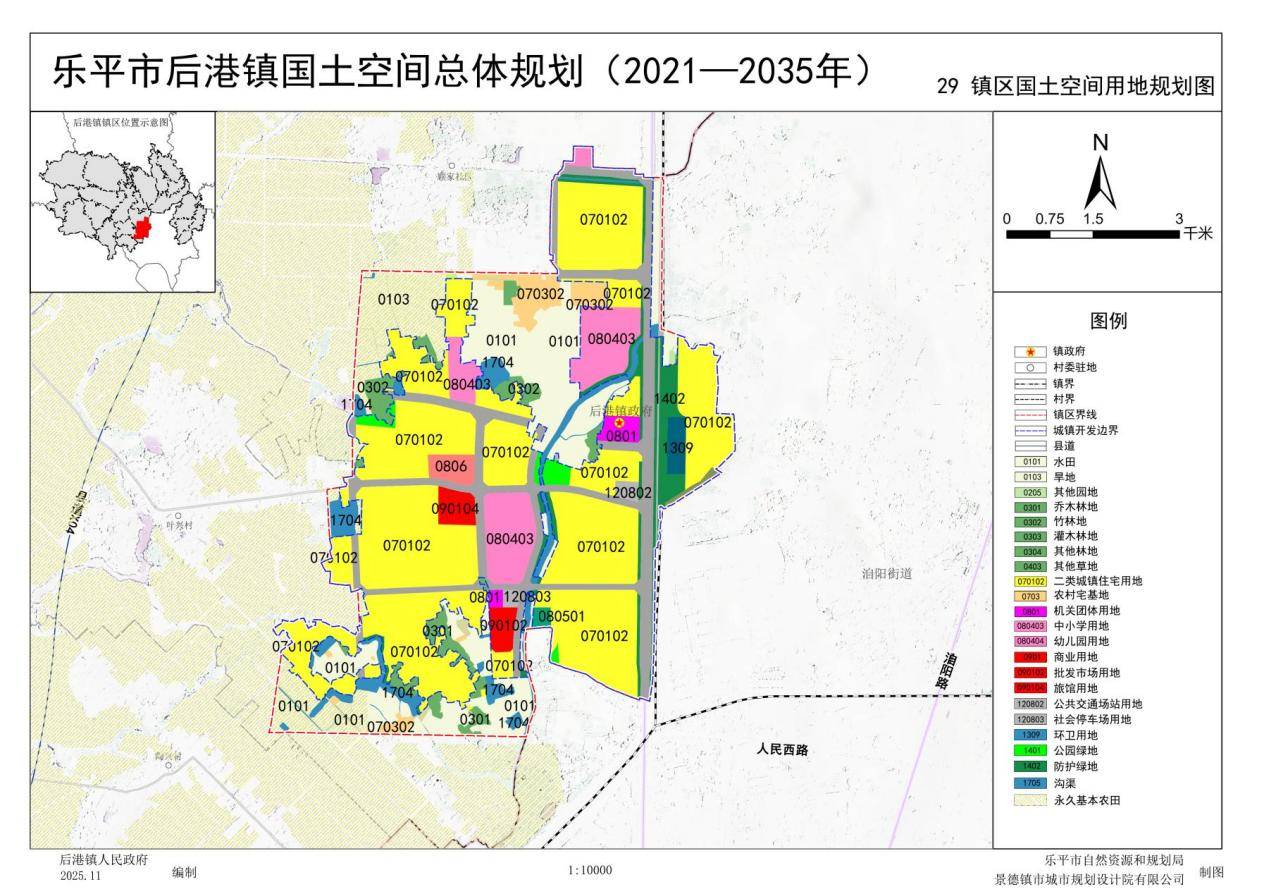 乐平市后港镇国土空间总体规划（2021—2035年）
29 镇区国土空间用地规划图
后港镇镇区位置示意图
N
0 0.75 1.5 3
千米
070102
0103
070102
070302
070302
070102
0101
0101
080403
1704
070102
080403
0302
0302
1704
1402
后港镇政府
0801
070102
1309
070102
070102
0806
070102
120802
090104
1704
080403
070102
070102
070102
0801
120803
090102
080501
070102
0301
070102
070102
0101
070102
1704
1704
0101
0101
0101
070302
0301
1704
叶兴村
洎阳街道
洎阳路
人民西路
图例
镇政府
村委驻地
镇界
村界
镇区界线
城镇开发边界
县道
0101 水田
0103 旱地
0205 其他园地
0301 乔木林地
0302 竹林地
0303 灌木林地
0304 其他林地
0403 其他草地
070102 二类城镇住宅用地
0703 农村宅基地
0801 机关团体用地
080403 中小学用地
080404 幼儿园用地
0901 商业用地
090102 批发市场用地
090104 旅馆用地
120802 公共交通场站用地
120803 社会停车场用地
1309 环卫用地
1401 公园绿地
1402 防护绿地
1705 沟渠
永久基本农田
后港镇人民政府
2025.11
编制
1:10000
乐平市自然资源和规划局
景德镇市城市规划设计院有限公司
制图